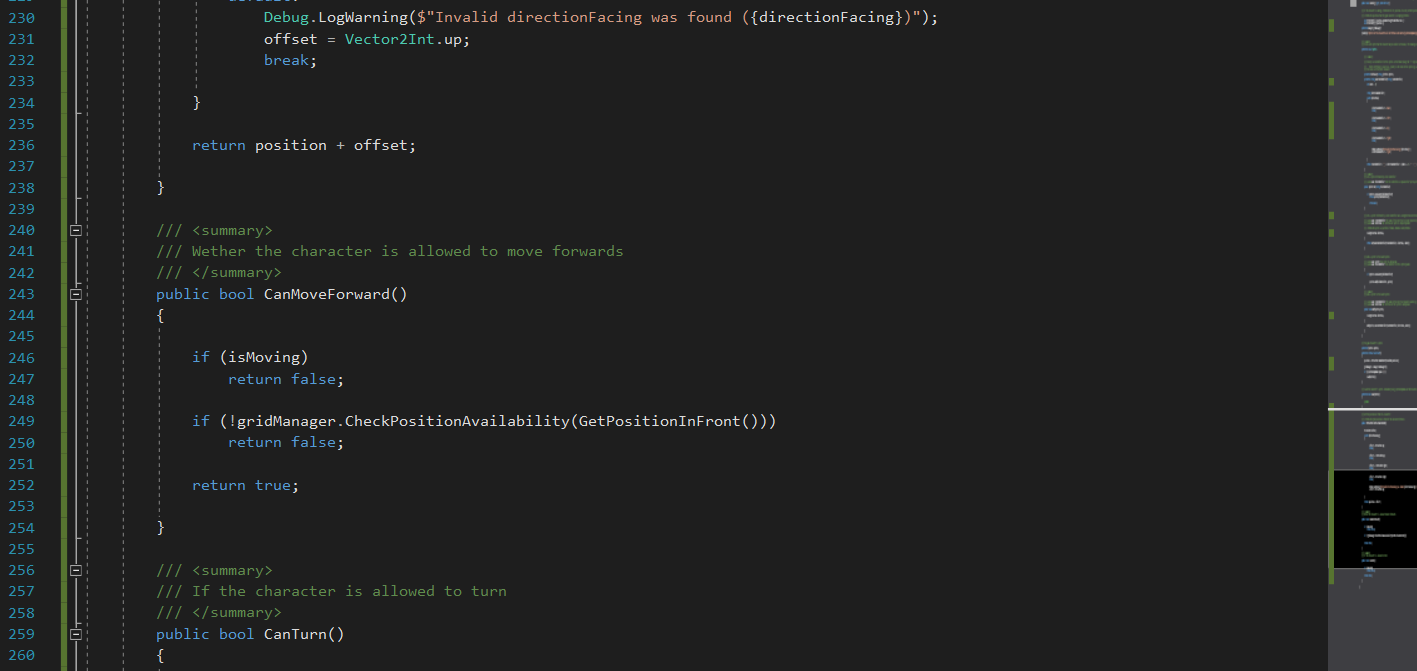 230 Debug.LogWarning($"Invalid directionFacing was found ({directionFacing})");
231 offset = Vector2Int.up;
232 break;
233
234 }
235
236 return position + offset;
237
238 }
239
240 /// <summary>
241 /// Wether the character is allowed to move forwards
242 /// </summary>
243 public bool CanMoveForward()
244 {
245
246 if (isMoving)
247 return false;
248
249 if (!gridManager.CheckPositionAvailability(GetPositionInFront()))
250 return false;
251
252 return true;
253
254 }
255
256 /// <summary>
257 /// If the character is allowed to turn
258 /// </summary>
259 public bool CanTurn()
260 {